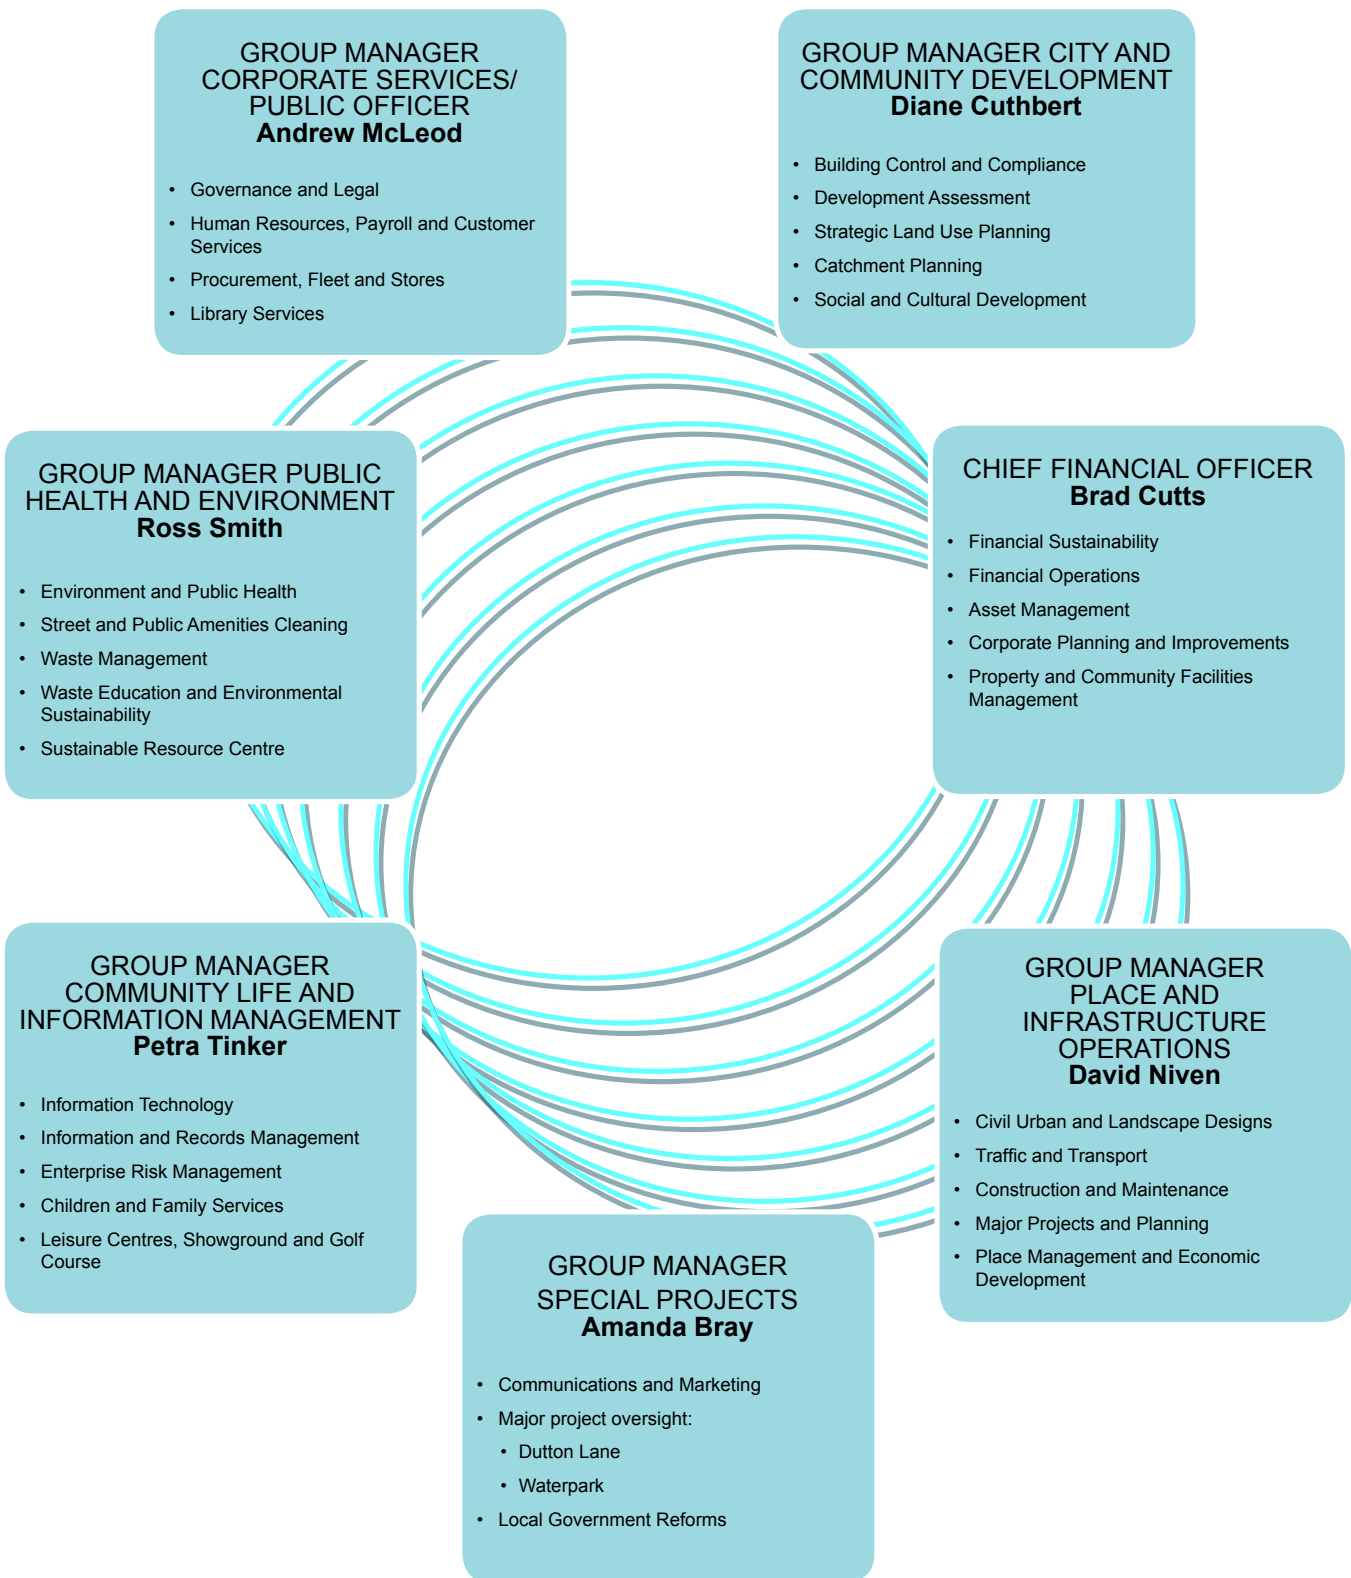 GROUP MANAGER
CORPORATE SERVICES/
PUBLIC OFFICER
Andrew McLeod
• Governance and Legal
• Human Resources, Payroll and Customer
Services
• Procurement, Fleet and Stores
• Library Services
GROUP MANAGER CITY AND
COMMUNITY DEVELOPMENT
Diane Cuthbert
• Building Control and Compliance
• Development Assessment
• Strategic Land Use Planning
• Catchment Planning
• Social and Cultural Development
GROUP MANAGER PUBLIC
HEALTH AND ENVIRONMENT
Ross Smith
• Environment and Public Health
• Street and Public Amenities Cleaning
• Waste Management
• Waste Education and Environmental
Sustainability
• Sustainable Resource Centre
CHIEF FINANCIAL OFFICER
Brad Cutts
• Financial Sustainability
• Financial Operations
• Asset Management
• Corporate Planning and Improvements
• Property and Community Facilities
Management
GROUP MANAGER
COMMUNITY LIFE AND
INFORMATION MANAGEMENT
Petra Tinker
• Information Technology
• Information and Records Management
• Enterprise Risk Management
• Children and Family Services
• Leisure Centres, Showground and Golf
Course
GROUP MANAGER
PLACE AND
INFRASTRUCTURE
OPERATIONS
David Niven
• Civil Urban and Landscape Designs
• Traffic and Transport
• Construction and Maintenance
• Major Projects and Planning
• Place Management and Economic
Development
GROUP MANAGER
SPECIAL PROJECTS
Amanda Bray
• Communications and Marketing
• Major project oversight:
• Dutton Lane
• Waterpark
• Local Government Reforms